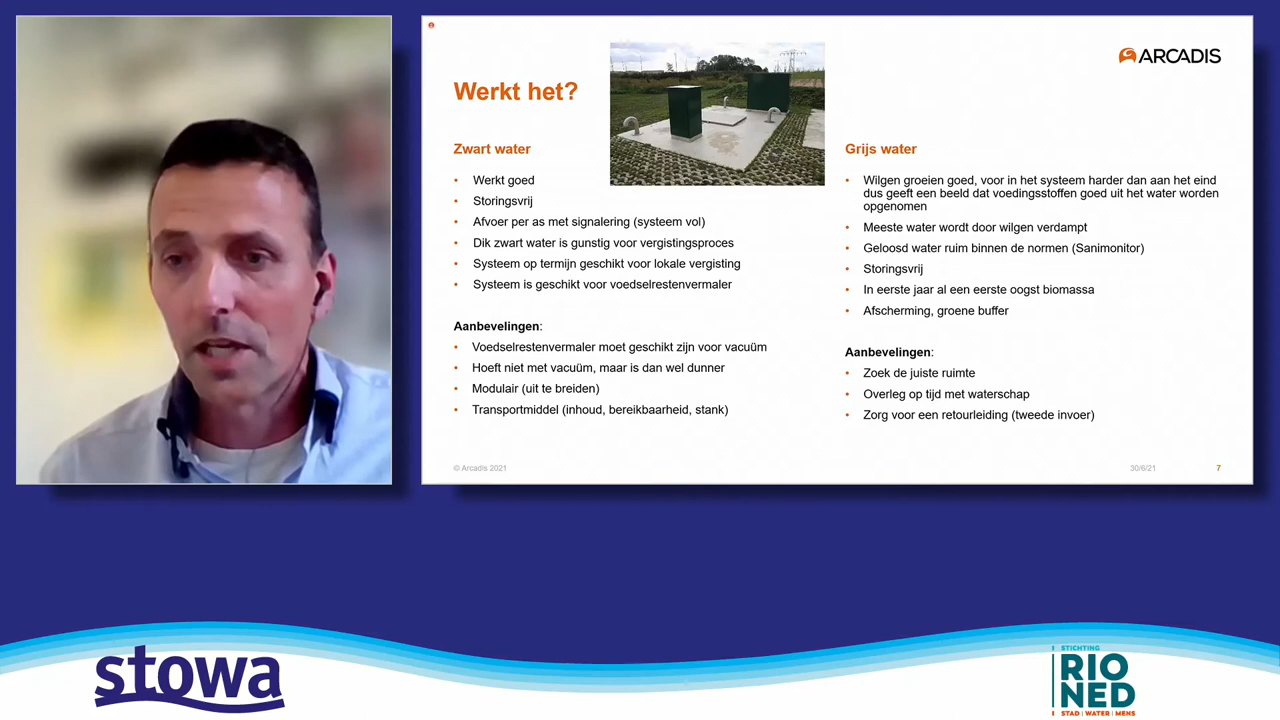 ARCADIS
Werkt het?
Zwart water
• Werkt goed
• Storingsvrij
• Afvoer per as met signalering (systeem vol)
• Dik zwart water is gunstig voor vergistingsproces
• Systeem op termijn geschikt voor lokale vergisting
• Systeem is geschikt voor voedselrestenvermaler
Aanbevelingen:
• Voedselrestenvermaler moet geschikt zijn voor vacuüm
• Hoeft niet met vacuüm, maar is dan wel dunner
• Modulair (uit te breiden)
• Transportmiddel (inhoud, bereikbaarheid, stank)
Grijs water
• Wilgen groeien goed, voor in het systeem harder dan aan het eind
dus geeft een beeld dat voedingsstoffen goed uit het water worden
opgenomen
• Meeste water wordt door wilgen verdampt
• Geloosd water ruim binnen de normen (Sanimonitor)
• Storingsvrij
• In eerste jaar al een eerste oogst biomassa
• Afscherming, groene buffer
Aanbevelingen:
• Zoek de juiste ruimte
• Overleg op tijd met waterschap
• Zorg voor een retourleiding (tweede invoer)
© Arcadis 2021
30/6/21
7
stowa
STICHTING
RIO
NED
STAD | WATER | MENS